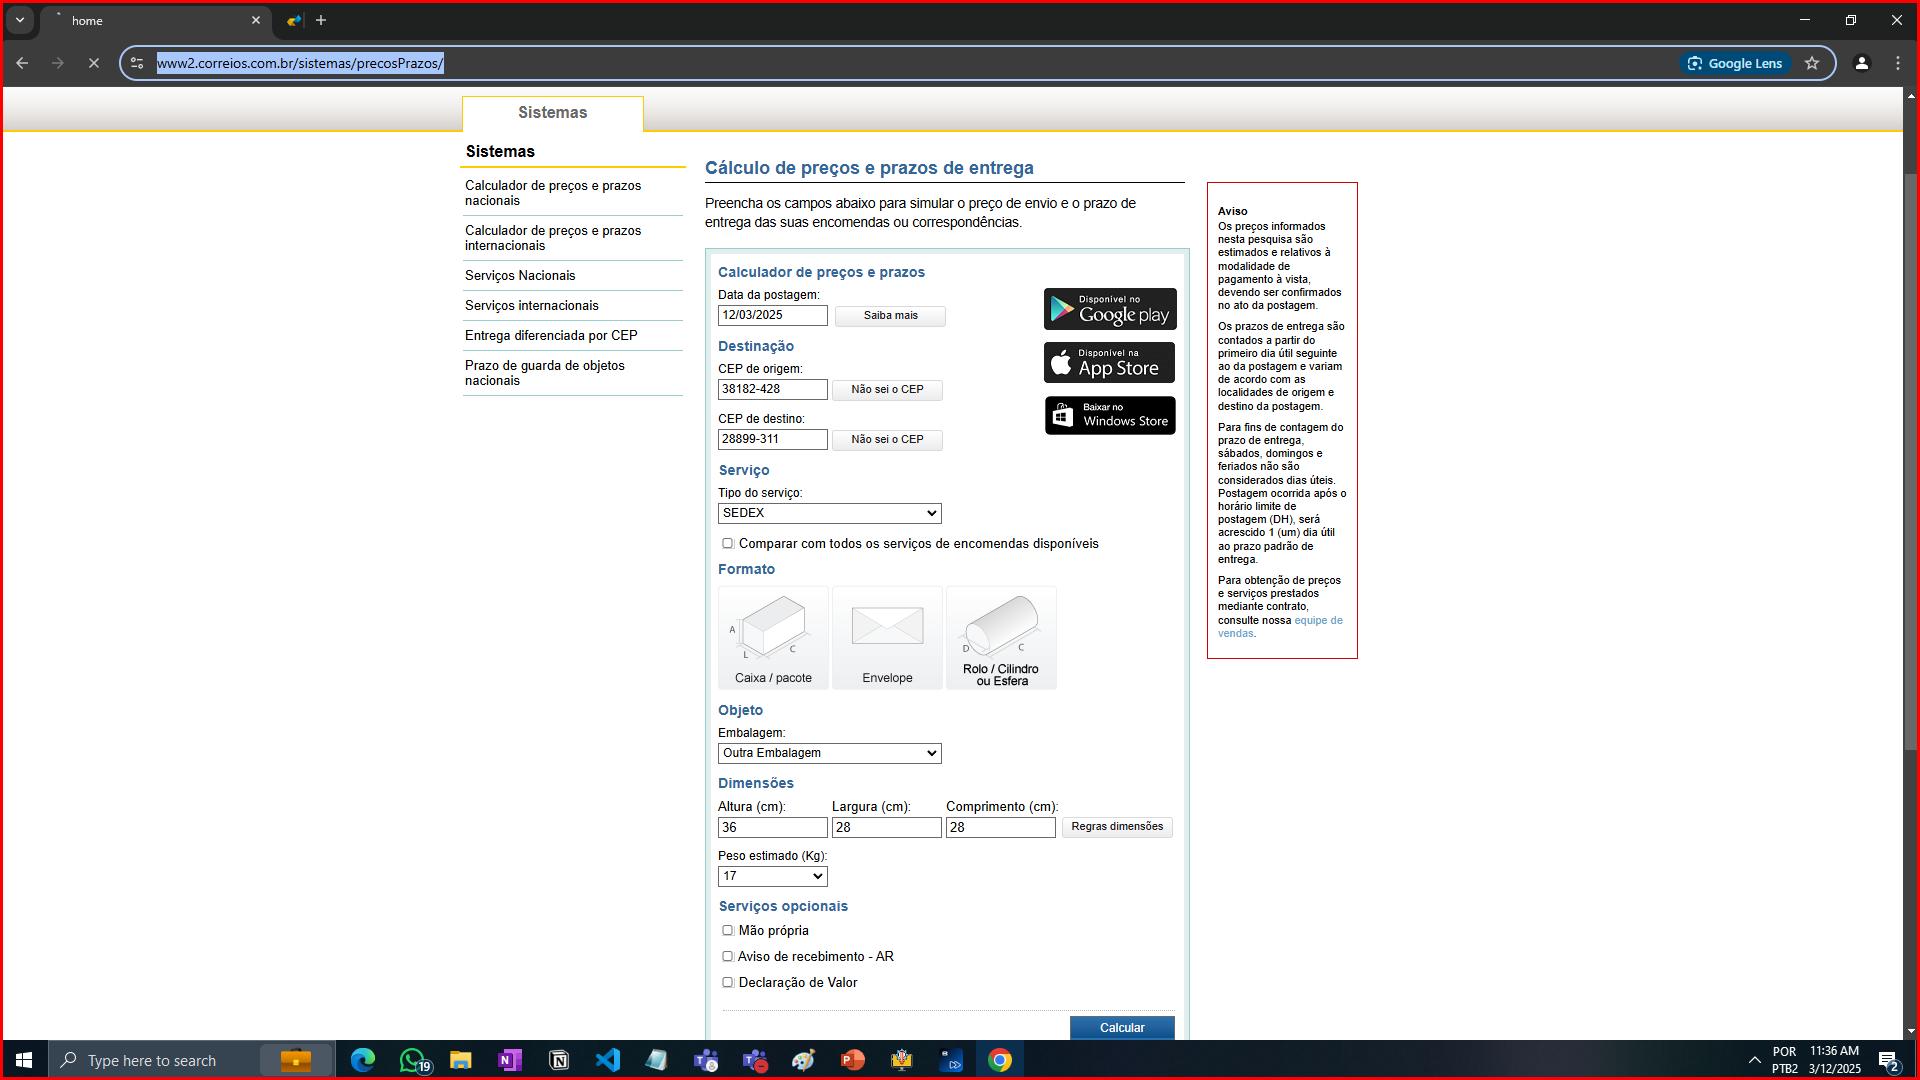 home
www2.correios.com.br/sistemas/precosPrazos/
Google Lens
Sistemas
Sistemas
Calculador de preços e prazos
nacionais
Calculador de preços e prazos
internacionais
Serviços Nacionais
Serviços internacionais
Entrega diferenciada por CEP
Prazo de guarda de objetos
nacionais
Cálculo de preços e prazos de entrega
Preencha os campos abaixo para simular o preço de envio e o prazo de
entrega das suas encomendas ou correspondências.
Calculador de preços e prazos
Data da postagem:
12/03/2025
Saiba mais
Destinação
CEP de origem:
38182-428
Não sei o CEP
CEP de destino:
28899-311
Não sei o CEP
Disponível no
Google play
Disponível na
App Store
Baixar no
Windows Store
Serviço
Tipo do serviço:
SEDEX
Comparar com todos os serviços de encomendas disponíveis
Formato
A
L
C
Caixa / pacote
Envelope
D
C
Rolo / Cilindro
ou Esfera
Objeto
Embalagem:
Outra Embalagem
Dimensões
Altura (cm): Largura (cm): Comprimento (cm):
36 28 28 Regras dimensões
Peso estimado (Kg):
17
Serviços opcionais
Mão própria
Aviso de recebimento - AR
Declaração de Valor
Calcular
Aviso
Os preços informados
nesta pesquisa são
estimados e relativos à
modalidade de
pagamento à vista,
devendo ser confirmados
no ato da postagem.
Os prazos de entrega são
contados a partir do
primeiro dia útil seguinte
ao da postagem e variam
de acordo com as
localidades de origem e
destino da postagem.
Para fins de contagem do
prazo de entrega,
sábados, domingos e
feriados não são
considerados dias úteis.
Postagem ocorrida após o
horário limite de
postagem (DH), será
acrescido 1 (um) dia útil
ao prazo padrão de
entrega.
Para obtenção de preços
e serviços prestados
mediante contrato,
consulte nossa equipe de
vendas.
Type here to search
19
POR
PTB2
11:36 AM
3/12/2025
2